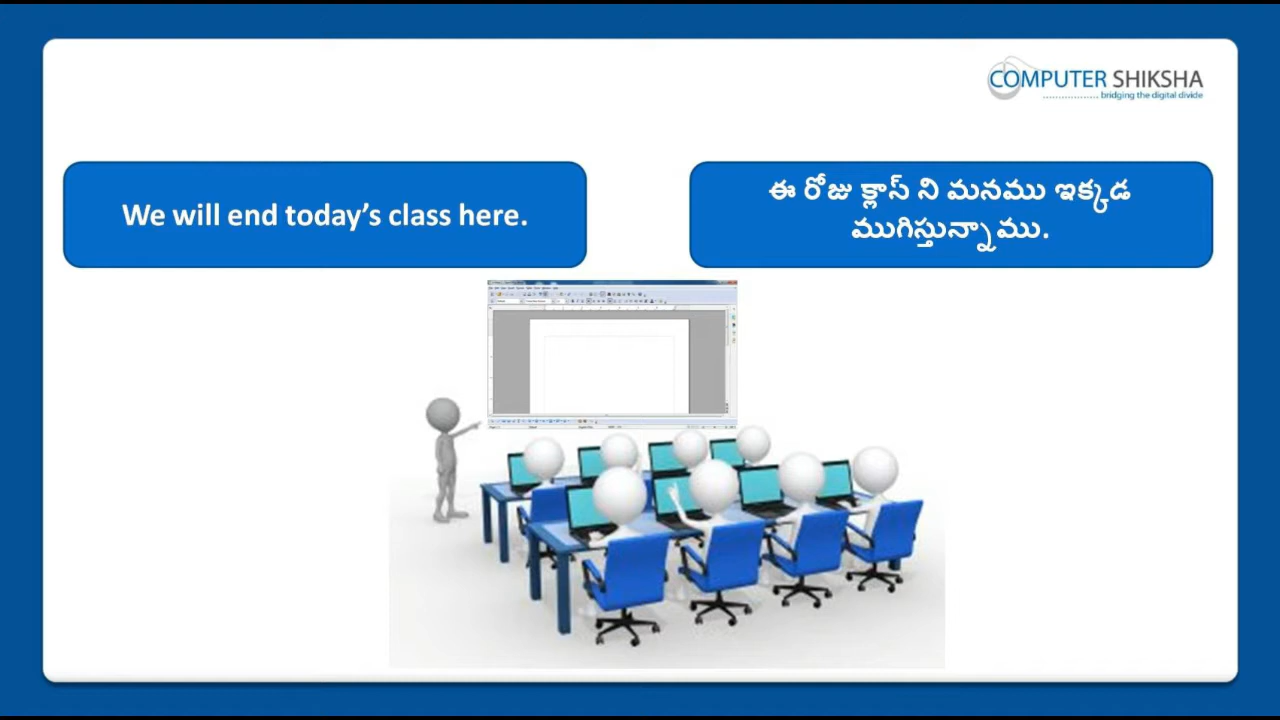 COMPUTER SHIKSHA
bridging the digital divide
We will end today's class here.
ఈ రోజు క్లాస్ ని మనము ఇక్కడ
ముగిస్తున్నాము.